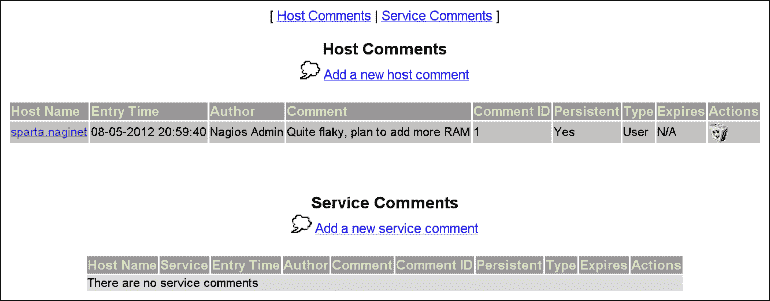 [ Host Comments | Service Comments ]
Host Comments
Add a new host comment
Host Name Entry Time Author Comment Comment ID Persistent Type Expires Actions
sparta.naginet 08-05-2012 20:59:40 Nagios Admin Quite flaky, plan to add more RAM 1 Yes User N/A
Service Comments
Add a new service comment
Host Name Service Entry Time Author Comment Comment ID Persistent Type Expires Actions
There are no service comments